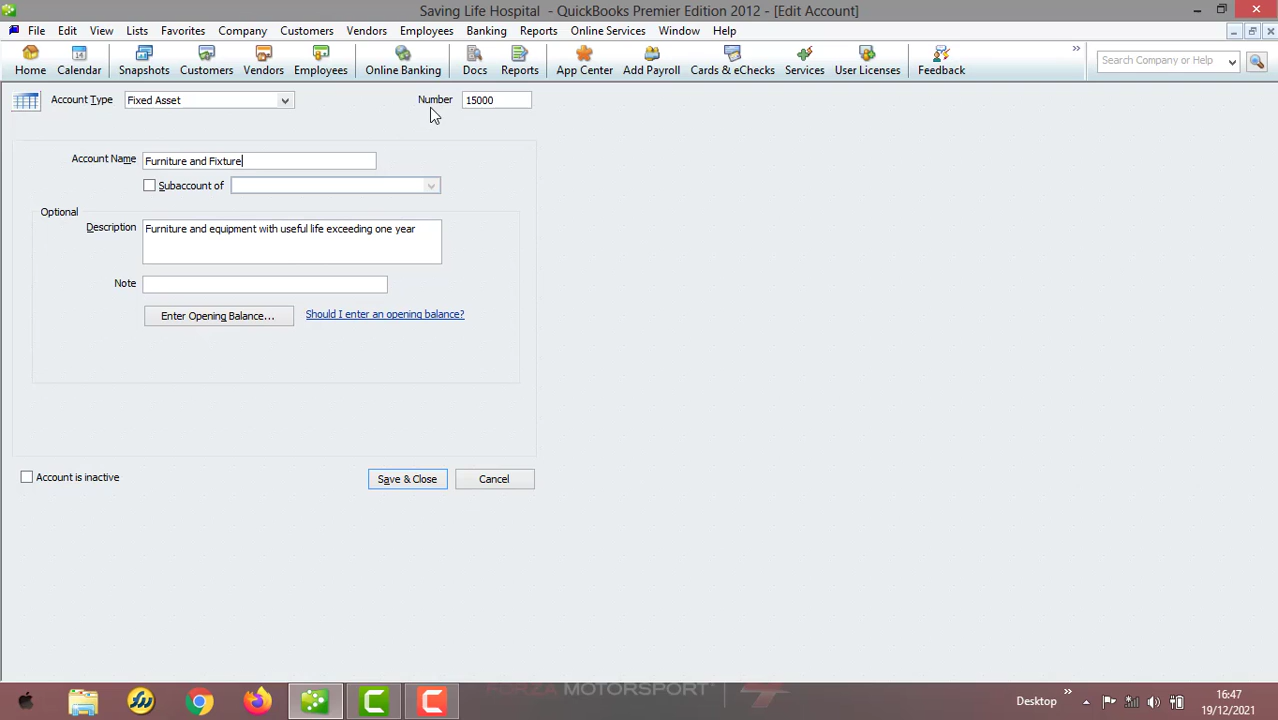 Saving Life Hospital - QuickBooks Premier Edition 2012 - [Edit Account]
File Edit View Lists Favorites Company Customers Vendors Employees Banking Reports Online Services Window Help
Home Calendar Snapshots Customers Vendors Employees Online Banking Docs Reports App Center Add Payroll Cards & eChecks Services User Licenses Feedback
Search Company or Help
Account Type Fixed Asset Number 15000
Account Name Furniture and Fixture
Subaccount of
Optional
Description Furniture and equipment with useful life exceeding one year
Note
Enter Opening Balance... Should I enter an opening balance?
Account is inactive Save & Close Cancel
FORZA MOTORSPORT
Desktop
16:47
19/12/2021